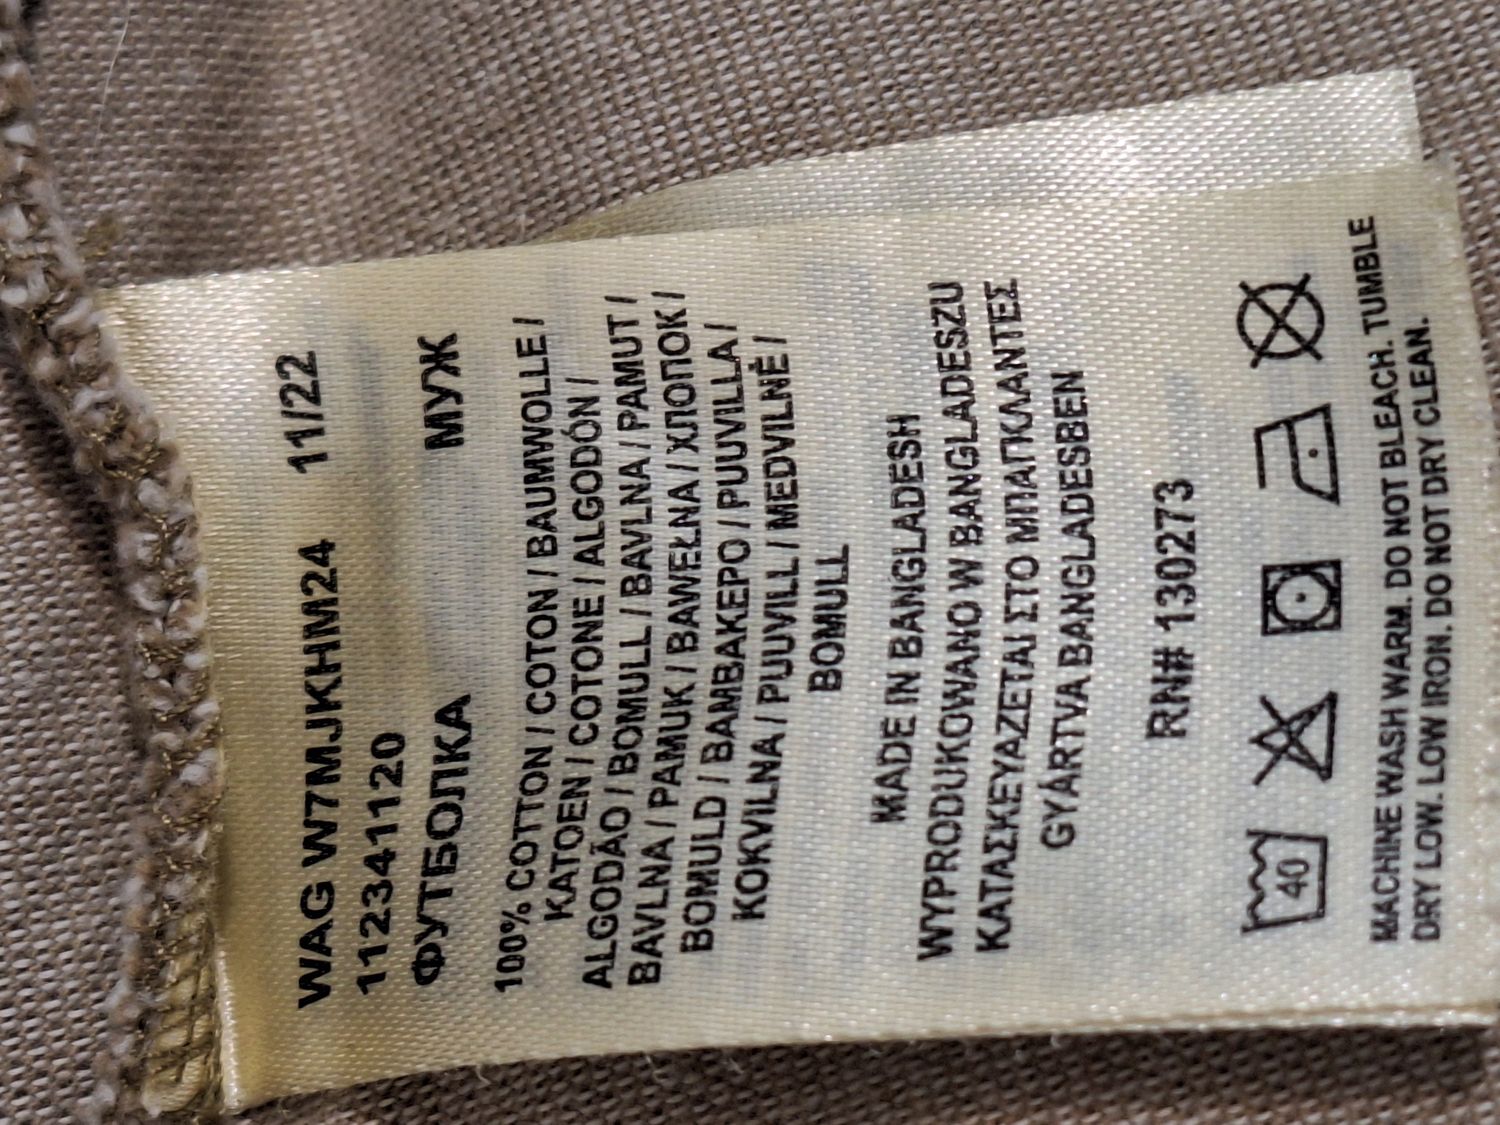 WAG W7MJKHM24 11/22
112341120
ФУТБОЛКА МУЖ
100% COTTON / COTON / BAUMWOLLE /
KATOEN / COTONE / ALGODÓN /
ALGODÃO / BOMULL / BAVLNA / PAMUT /
BAVLNA / PAMUK / BAWEŁNA / ХЛОПОК /
BOMULD / ΒΑΜΒΑΚΕΡΟ / PUUVILLA /
KOKVILNA / PUUVILL / MEDVILNĖ /
BOMULL
MADE IN BANGLADESH
WYPRODUKOWANO W BANGLADESZU
ΚΑΤΑΣΚΕΥΑΖΕΤΑΙ ΣΤΟ ΜΠΑΓΚΛΑΝΤΕΣ
GYÁRTVA BANGLADESBEN
RN# 130273
40
MACHINE WASH WARM. DO NOT BLEACH. TUMBLE
DRY LOW. LOW IRON. DO NOT DRY CLEAN.